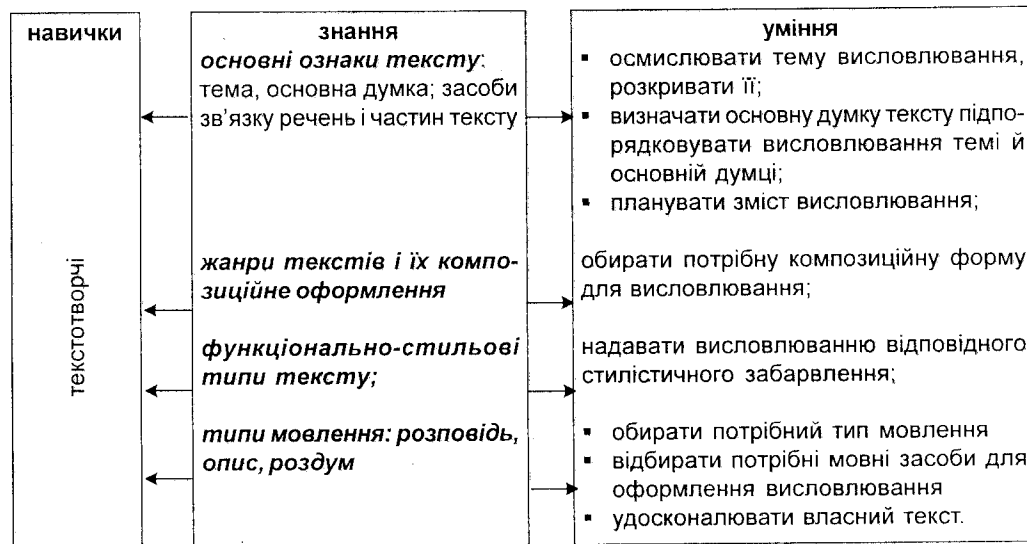 навички
текстотворчі
знання
основні ознаки тексту:
тема, основна думка; засоби
зв'язку речень і частин тексту
жанри текстів і їх компо-
зиційне оформлення
функціонально-стильові
типи тексту;
типи мовлення: розповідь,
опис, роздум
уміння
▪ осмислювати тему висловлювання,
розкривати її;
▪ визначати основну думку тексту підпо-
рядковувати висловлювання темі й
основній думці;
▪ планувати зміст висловлювання;
обирати потрібну композиційну форму
для висловлювання;
надавати висловлюванню відповідного
стилістичного забарвлення;
▪ обирати потрібний тип мовлення
▪ відбирати потрібні мовні засоби для
оформлення висловлювання
▪ удосконалювати власний текст.